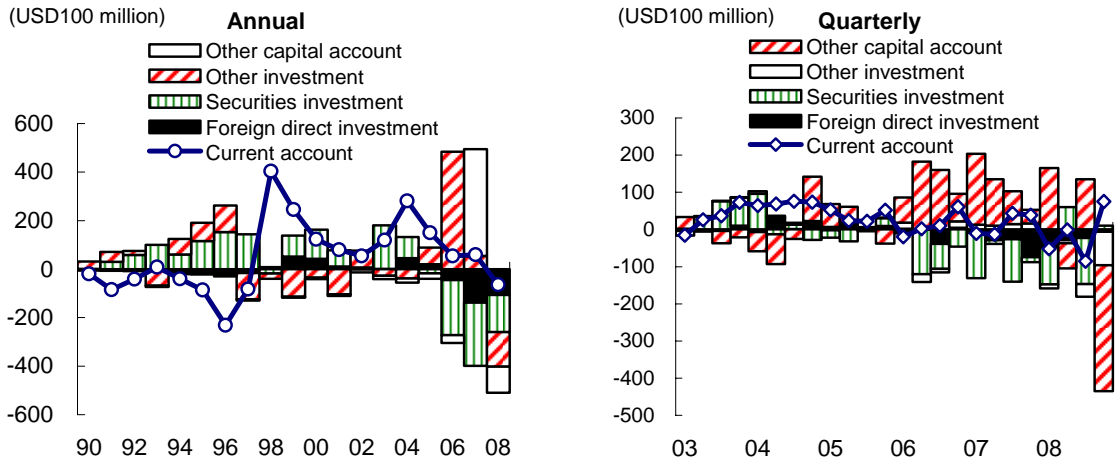 (USD100 million)
Annual
Other capital account
Other investment
Securities investment
Foreign direct investment
Current account
600
400
200
0
-200
-400
-600
90 92 94 96 98 00 02 04 06 08
(USD100 million)
Quarterly
Other capital account
Other investment
Securities investment
Foreign direct investment
Current account
300
200
100
0
-100
-200
-300
-400
-500
03 04 05 06 07 08